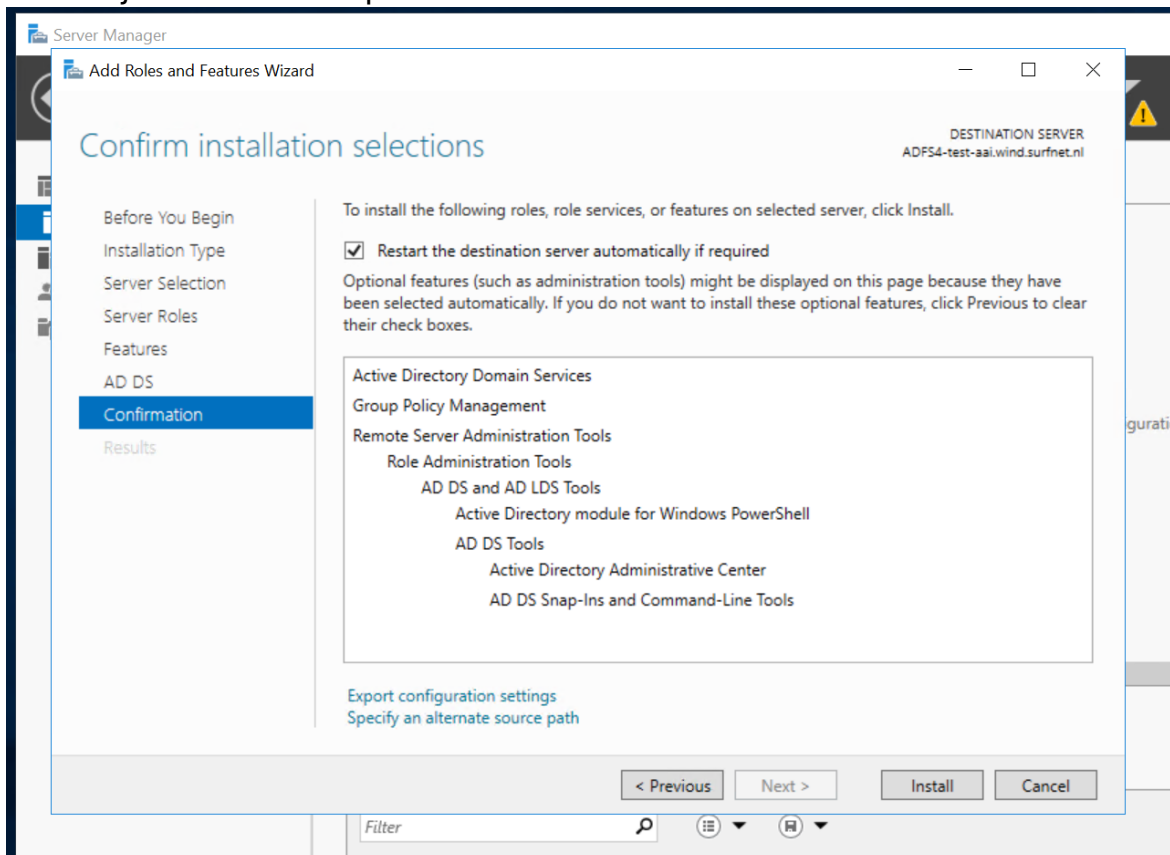 Server Manager
Add Roles and Features Wizard
Confirm installation selections
DESTINATION SERVER
ADFS4-test-aai.wind.surfnet.nl
Before You Begin
Installation Type
Server Selection
Server Roles
Features
AD DS
Confirmation
Results
To install the following roles, role services, or features on selected server, click Install.
Restart the destination server automatically if required
Optional features (such as administration tools) might be displayed on this page because they have
been selected automatically. If you do not want to install these optional features, click Previous to clear
their check boxes.
Active Directory Domain Services
Group Policy Management
Remote Server Administration Tools
Role Administration Tools
AD DS and AD LDS Tools
Active Directory module for Windows PowerShell
AD DS Tools
Active Directory Administrative Center
AD DS Snap-Ins and Command-Line Tools
Export configuration settings
Specify an alternate source path
< Previous
Next >
Install
Cancel
Filter